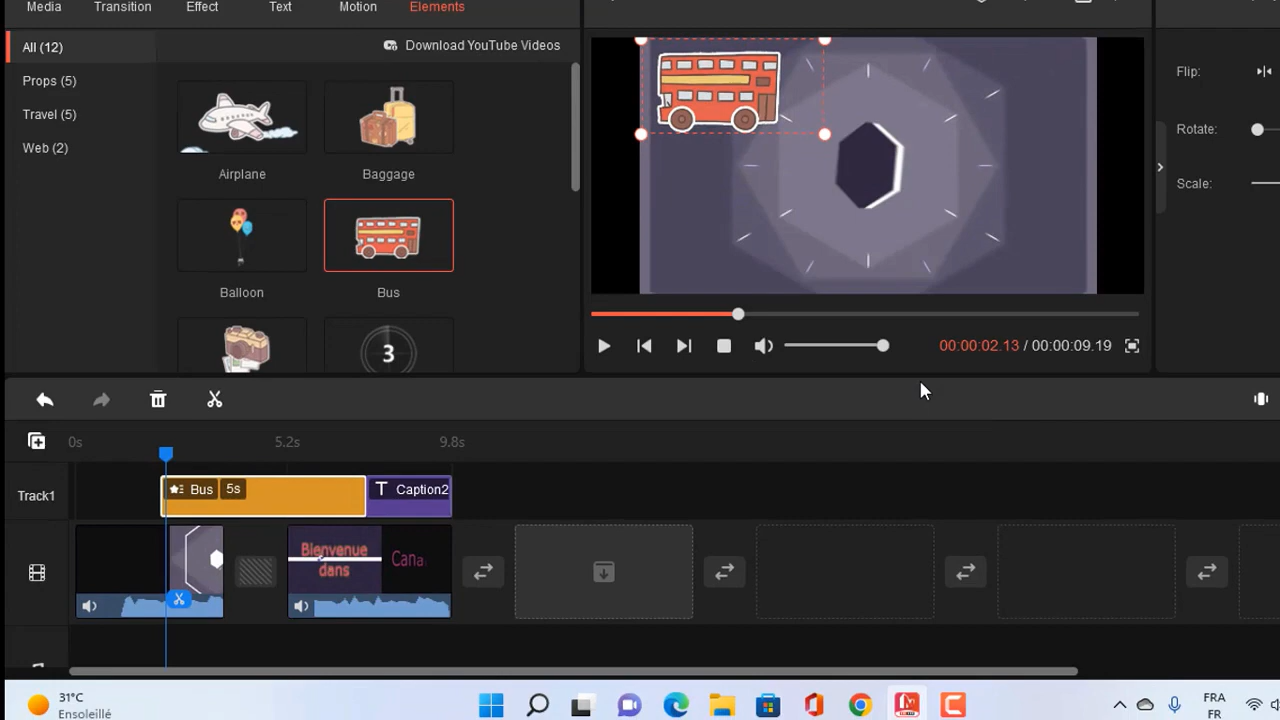 Media Transition Effect Text Motion Elements
All (12)
Download YouTube Videos
Props (5)
Travel (5)
Web (2)
Airplane Baggage
Balloon Bus
3
Flip:
Rotate:
Scale:
00:00:02.13 / 00:00:09.19
0s 5.2s 9.8s
Track1
Bus 5s
T Caption2
Bienvenue
dans
Cana
31°C
Ensoleillé
FRA
FR